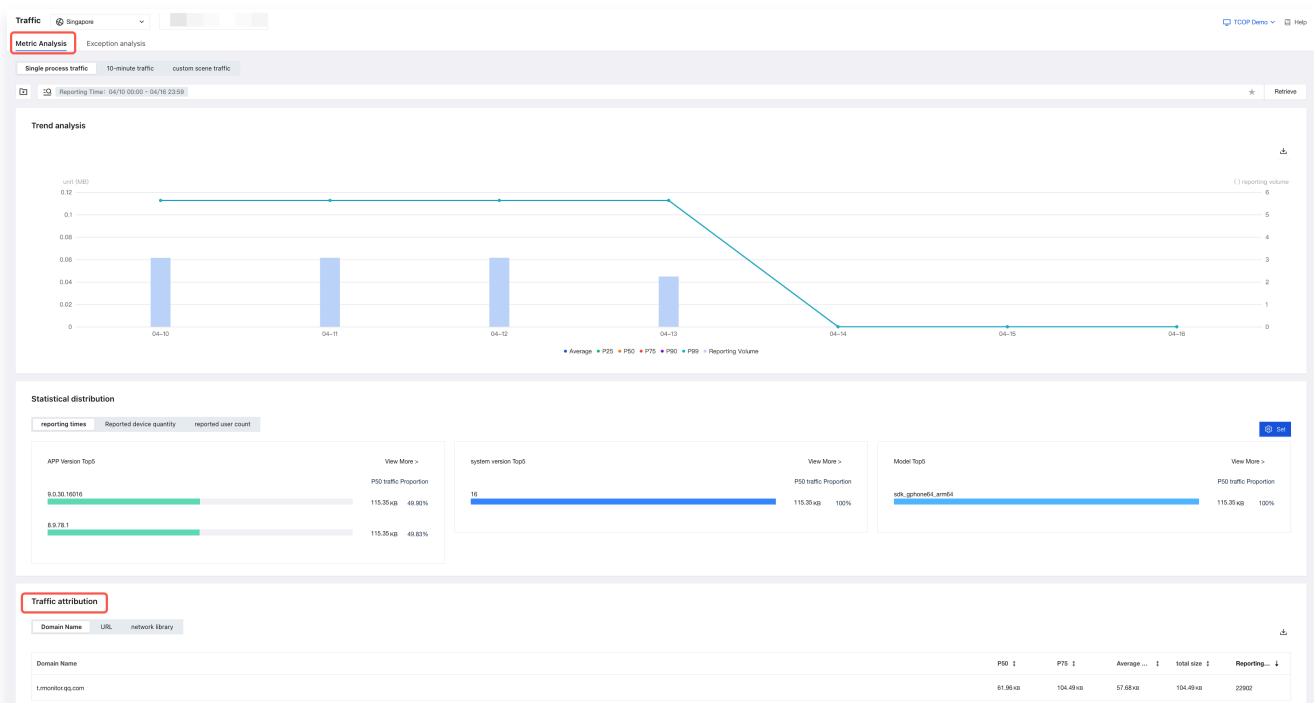 Traffic Singapore TCOP Demo Help
Metric Analysis Exception analysis
Single process traffic 10-minute traffic custom scene traffic
Reporting Time: 04/10 00:00 ~ 04/16 23:59 Retrieve
Trend analysis
unit (MB) ( ) reporting volume
0.12 6
0.1 5
0.08 4
0.06 3
0.04 2
0.02 1
0 0
04-10 04-11 04-12 04-13 04-14 04-15 04-16
Average P25 P50 P75 P90 P99 Reporting Volume
Statistical distribution
reporting times Reported device quantity reported user count Set
APP Version Top5 View More >
P50 traffic Proportion
9.0.30.16016
115.35 KB 49.90%
8.9.78.1
115.35 KB 49.83%
system version Top5 View More >
P50 traffic Proportion
16
115.35 KB 100%
Model Top5 View More >
P50 traffic Proportion
sdk_gphone64_arm64
115.35 KB 100%
Traffic attribution
Domain Name URL network library
Domain Name P50 P75 Average ... total size Reporting...
t.rmonitor.qq.com 61.96 KB 104.49 KB 57.68 KB 104.49 KB 22902